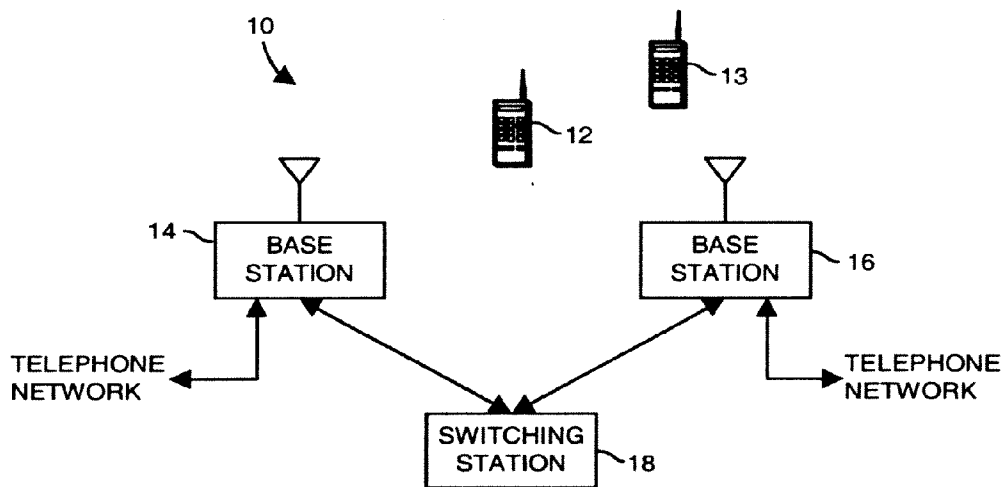 10
13
12
14
BASE
STATION
BASE
STATION
16
TELEPHONE
NETWORK
TELEPHONE
NETWORK
SWITCHING
STATION
18